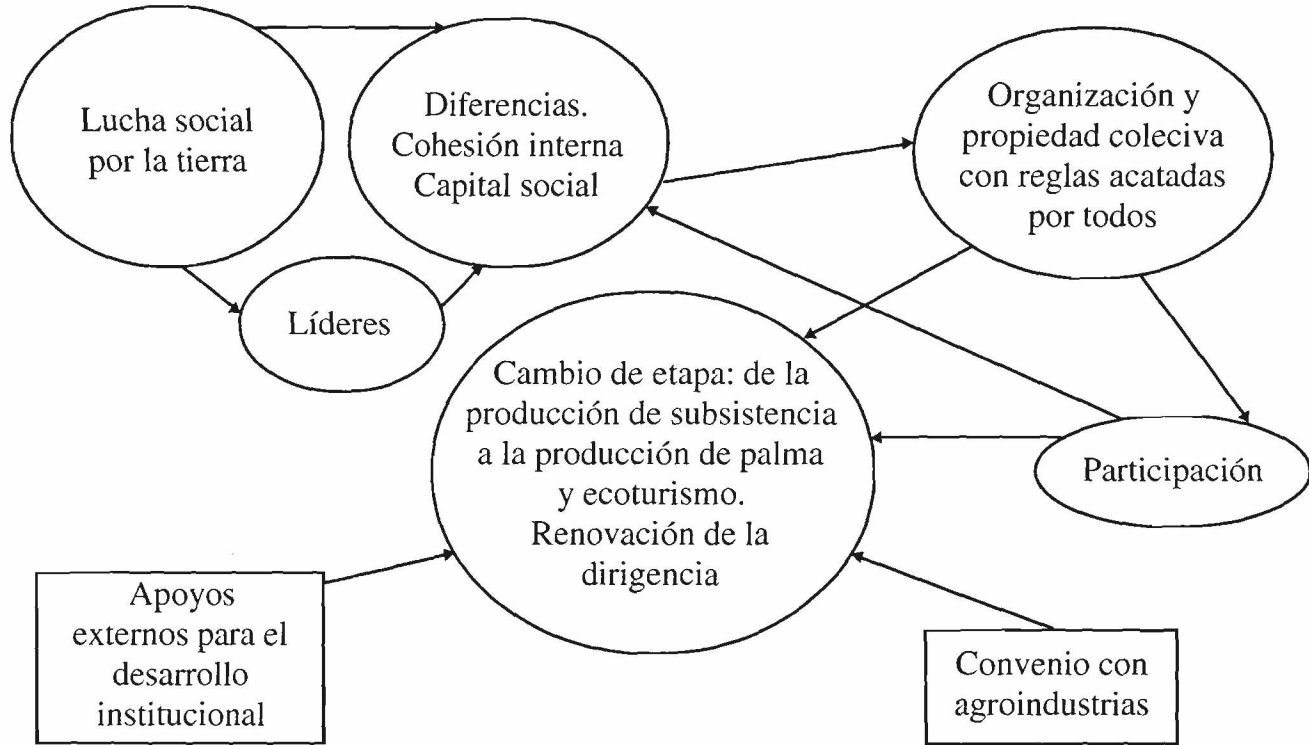 Lucha social
por la tierra
Diferencias.
Cohesión interna
Capital social
Organización y
propiedad coleciva
con reglas acatadas
por todos
Líderes
Cambio de etapa: de la
producción de subsistencia
a la producción de palma
y ecoturismo.
Renovación de la
dirigencia
Participación
Apoyos
externos para el
desarrollo
institucional
Convenio con
agroindustrias